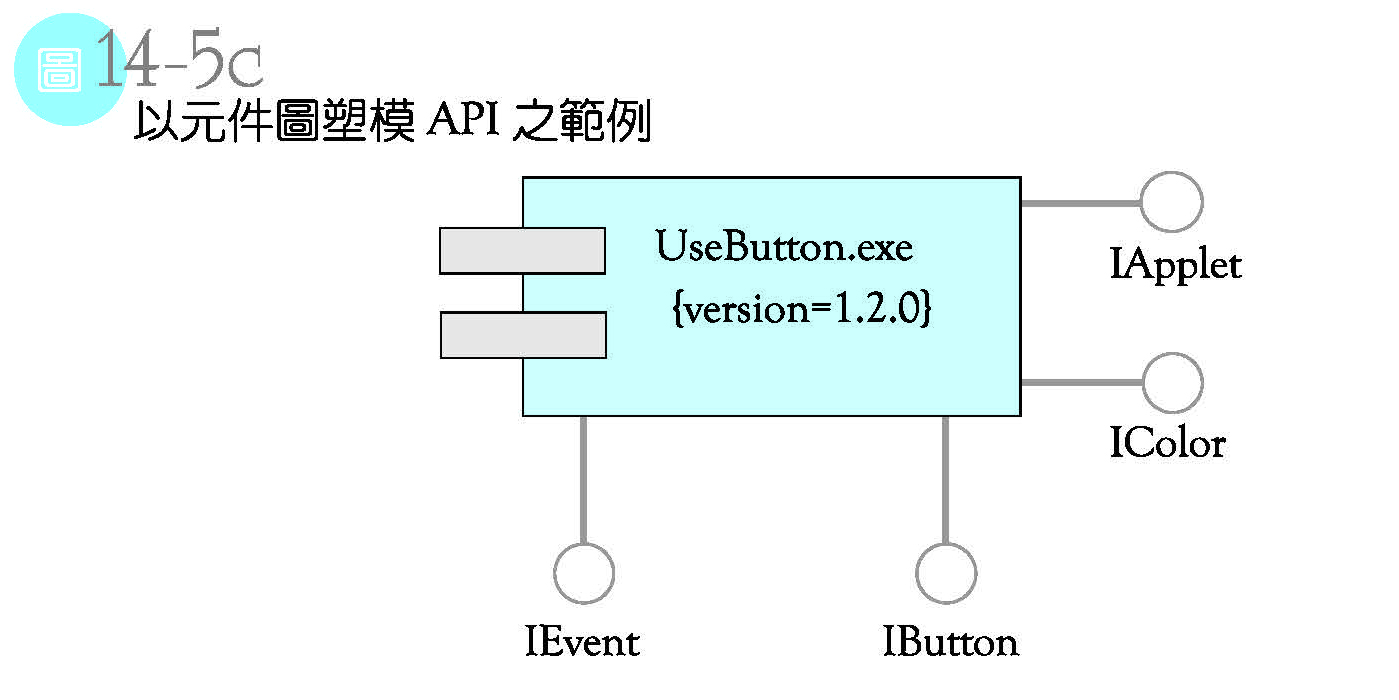 圖 14-5c
以元件圖塑模 API 之範例
UseButton.exe
{version=1.2.0}
IApplet
IColor
IEvent
IButton